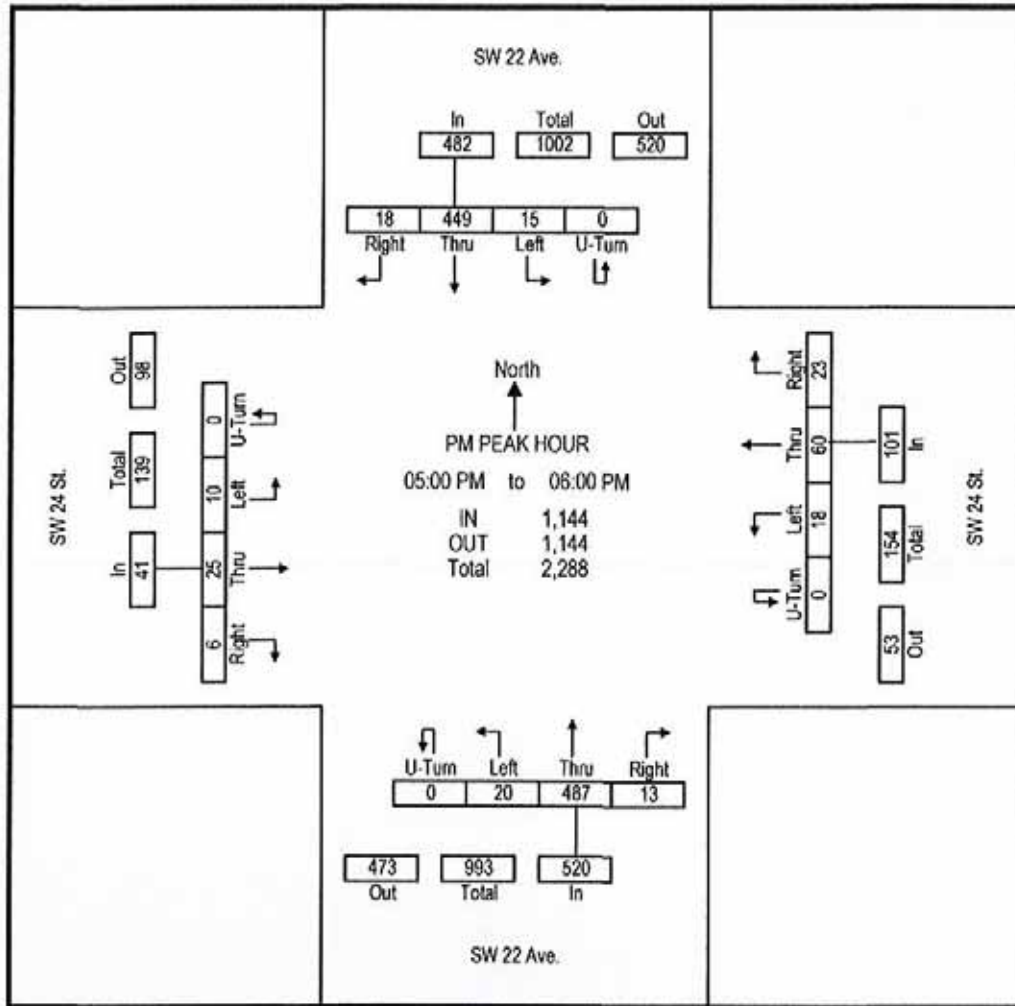 SW 22 Ave.
In Total Out
482 1002 520
18 449 15 0
Right Thru Left U-Turn
Out
98
Total
139
In
41
SW 24 St.
0
U-Turn
10
Left
25
Thru
6
Right
North
PM PEAK HOUR
05:00 PM to 06:00 PM
IN 1,144
OUT 1,144
Total 2,288
Right
23
Thru
60
Left
18
U-Turn
0
101
In
154
Total
53
Out
SW 24 St.
U-Turn Left Thru Right
0 20 487 13
473 993 520
Out Total In
SW 22 Ave.